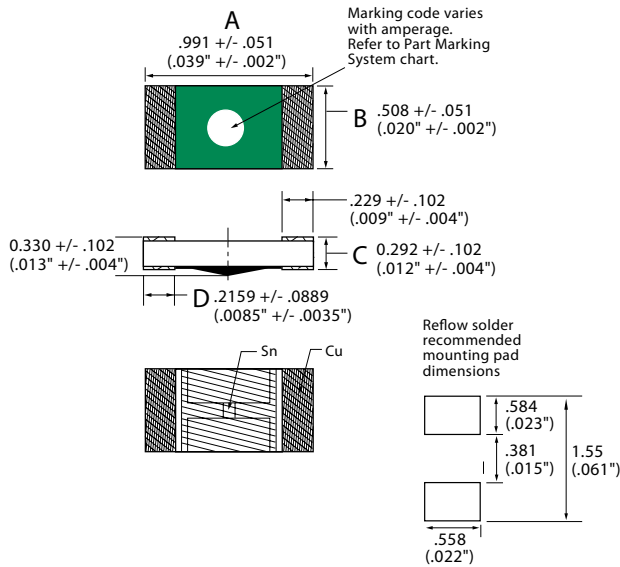 A
.991 +/- .051
(.039" +/- .002")
Marking code varies
with amperage.
Refer to Part Marking
System chart.
B
.508 +/- .051
(.020" +/- .002")
.229 +/- .102
(.009" +/- .004")
0.330 +/- .102
(.013" +/- .004")
C
0.292 +/- .102
(.012" +/- .004")
D
.2159 +/- .0889
(.0085" +/- .0035")
Sn
Cu
Reflow solder
recommended
mounting pad
dimensions
.584
(.023")
.381
(.015")
1.55
(.061")
.558
(.022")